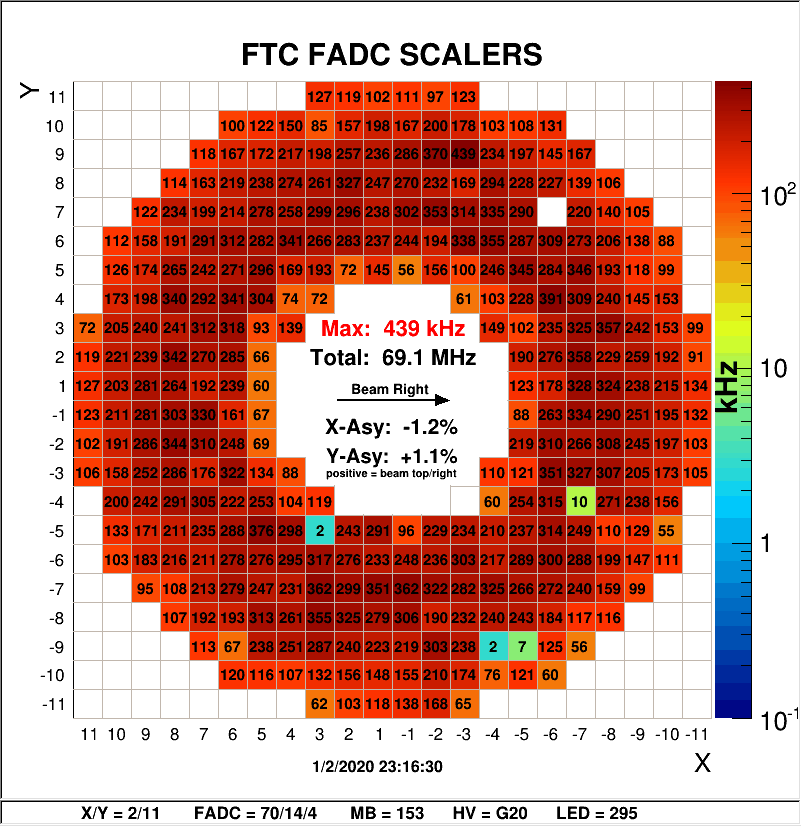 FTC FADC SCALERS
Y
11 127 119 102 111 97 123
10 100 122 150 85 157 198 167 200 178 103 108 131
9 118 167 172 217 198 257 236 286 370 439 234 197 145 167
8 114 163 219 238 274 261 327 247 270 232 169 294 228 227 139 106
7 122 234 199 214 278 258 299 296 238 302 353 314 335 290 220 140 105
6 112 158 191 291 312 282 341 266 283 237 244 194 338 355 287 309 273 206 138 88
5 126 174 265 242 271 296 169 193 72 145 56 156 100 246 345 284 346 193 118 99
4 173 198 340 292 341 304 74 72 61 103 228 391 309 240 145 153
3 72 205 240 241 312 318 93 139 Max: 439 kHz 149 102 235 325 357 242 153 99
2 119 221 239 342 270 285 66 Total: 69.1 MHz 190 276 358 229 259 192 91
1 127 203 281 264 192 239 60 Beam Right 123 178 328 324 238 215 134
-1 123 211 281 303 330 161 67 X-Asy: -1.2% 88 263 334 290 251 195 132
-2 102 191 286 344 310 248 69 Y-Asy: +1.1% 219 310 266 308 245 197 103
-3 106 158 252 286 176 322 134 88 positive = beam top/right 110 121 351 327 307 205 173 105
-4 200 242 291 305 222 253 104 119 60 254 315 10 271 238 156
-5 133 171 211 235 288 376 298 2 243 291 96 229 234 210 237 314 249 110 129 55
-6 103 183 216 211 278 276 295 317 276 233 248 236 303 217 289 300 288 199 147 111
-7 95 108 213 279 247 231 362 299 351 362 322 282 325 266 272 240 159 99
-8 107 192 193 313 261 355 325 279 306 190 232 240 243 184 117 116
-9 113 67 238 251 287 240 223 219 303 238 2 7 125 56
-10 120 116 107 132 156 148 155 210 174 76 121 60
-11 62 103 118 138 168 65
11 10 9 8 7 6 5 4 3 2 1 -1 -2 -3 -4 -5 -6 -7 -8 -9 -10 -11
X
1/2/2020 23:16:30
10²
10
1
10⁻¹
kHz
X/Y = 2/11 FADC = 70/14/4 MB = 153 HV = G20 LED = 295